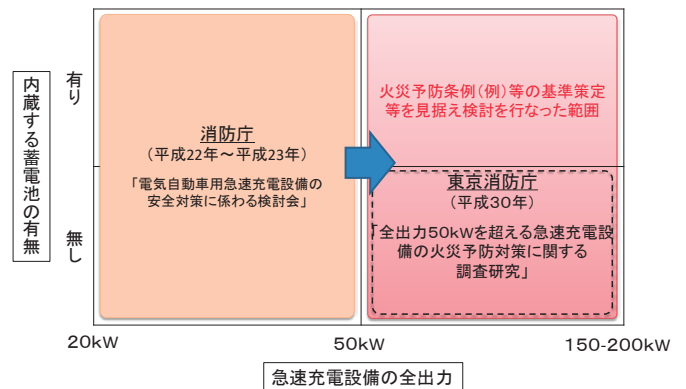 内蔵する蓄電池の有無
有り
無し
消防庁
（平成22年～平成23年）
「電気自動車用急速充電設備の
安全対策に係わる検討会」
火災予防条例（例）等の基準策定
等を見据え検討を行なった範囲
東京消防庁
（平成30年）
「全出力50kWを超える急速充電設
備の火災予防対策に関する
調査研究」
20kW
50kW
150-200kW
急速充電設備の全出力